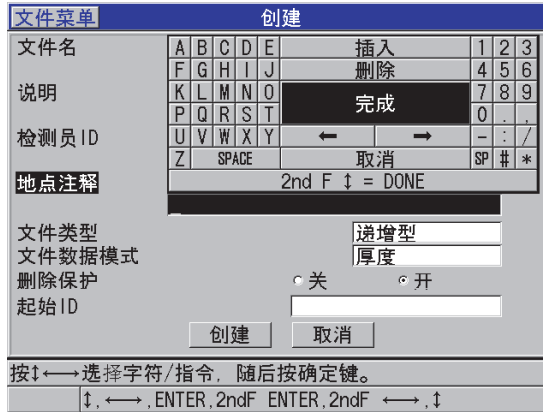 文件菜单 创建
文件名
说明
检测员ID
地点注释
A B C D E 插入 1 2 3
F G H I J 删除 4 5 6
K L M N O 完成 7 8 9
P Q R S T 0 . ,
U V W X Y ← → - : /
Z SPACE 取消 SP # *
2nd F ↕ = DONE
文件类型 递增型
文件数据模式 厚度
删除保护 关 开
起始ID
创建 取消
按↕←→选择字符/指令, 随后按确定键。
↕, ←→, ENTER, 2ndF ENTER, 2ndF ←→, ↕